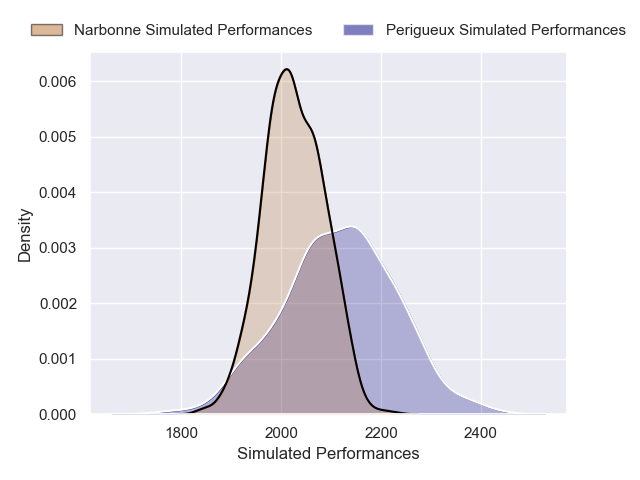 Narbonne Simulated Performances
Perigueux Simulated Performances
0.006
0.005
0.004
0.003
0.002
0.001
0.000
Density
1800
2000
2200
2400
Simulated Performances